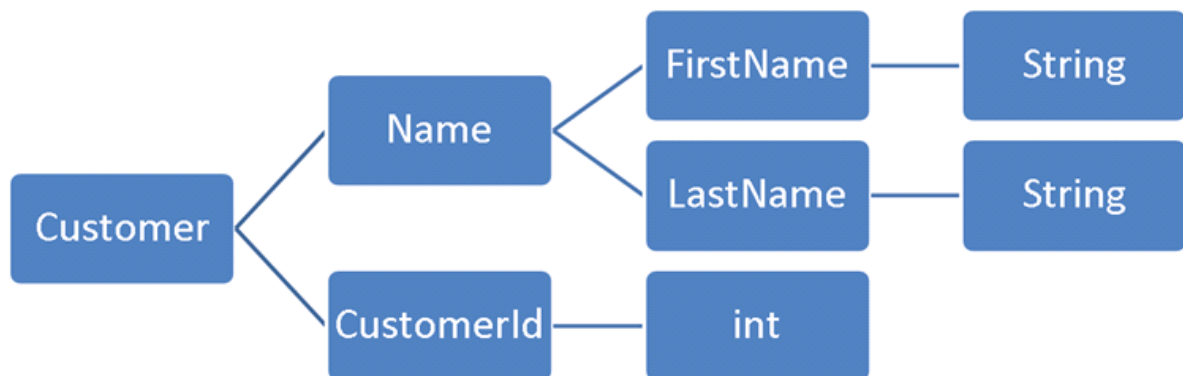 FirstName
String
Name
LastName
String
Customer
CustomerId
int